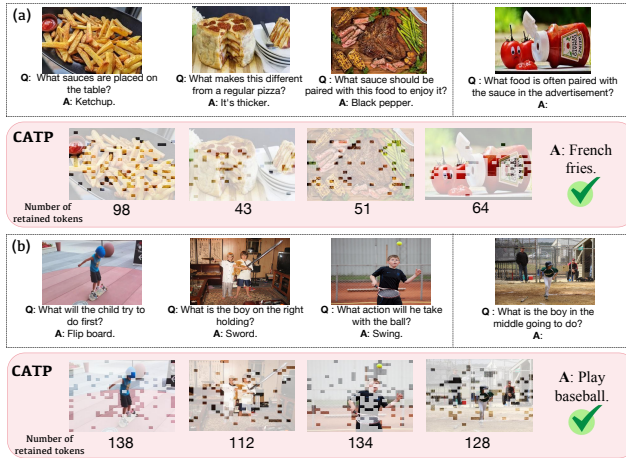 (a)
Q: What sauces are placed on
the table?
A: Ketchup.
Q: What makes this different
from a regular pizza?
A: It's thicker.
Q : What sauce should be
paired with this food to enjoy it?
A: Black pepper.
Q : What food is often paired with
the sauce in the advertisement?
A:
CATP
A: French
fries.
Number of
retained tokens
98
43
51
64
(b)
Q: What will the child try to
do first?
A: Flip board.
Q: What is the boy on the right
holding?
A: Sword.
Q : What action will he take
with the ball?
A: Swing.
Q : What is the boy in the
middle going to do?
A:
CATP
A: Play
baseball.
Number of
retained tokens
138
112
134
128